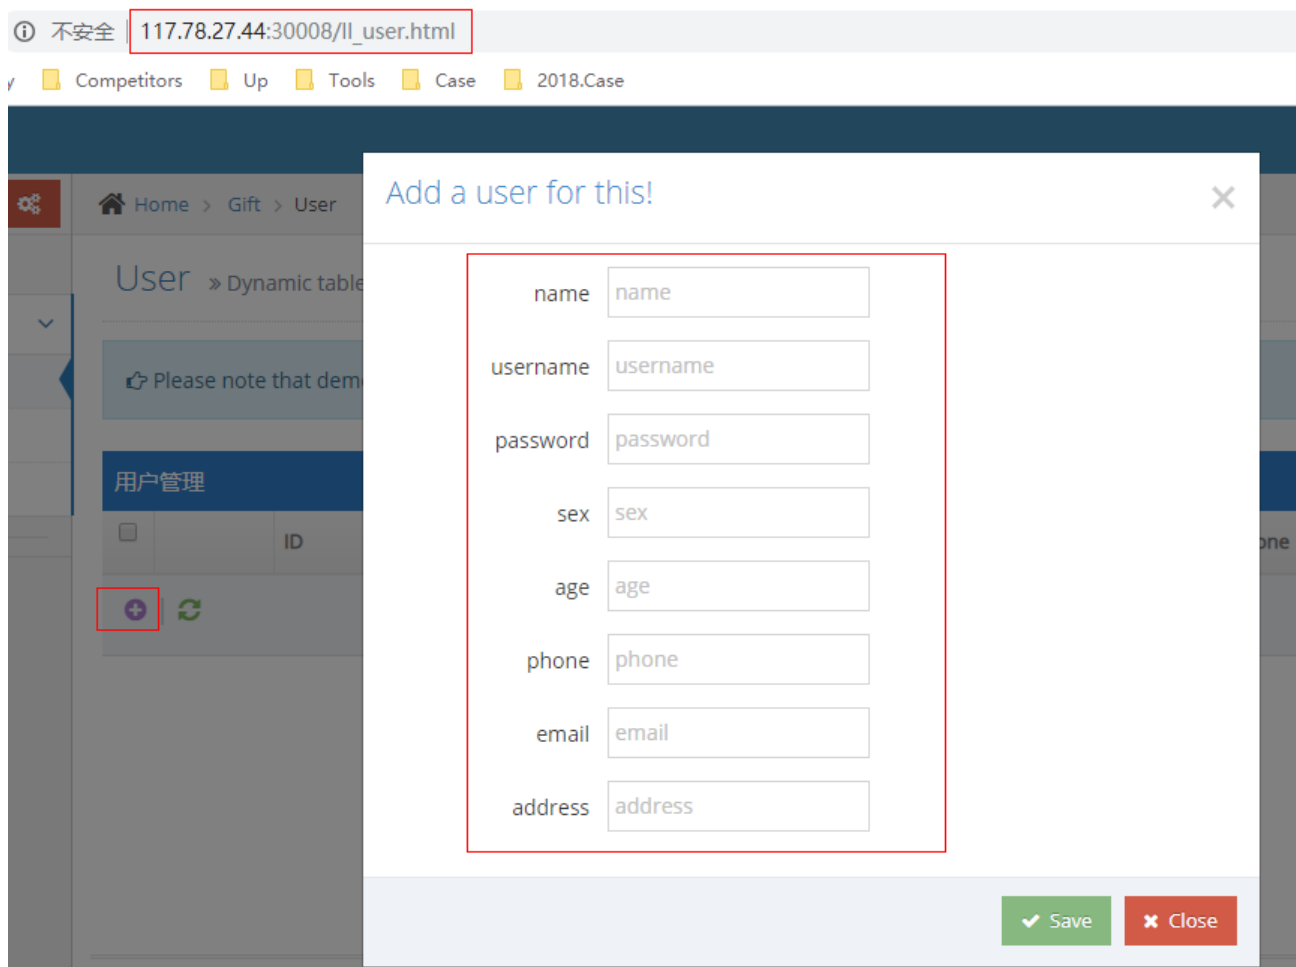 不安全 | 117.78.27.44:30008/ll_user.html
y Competitors Up Tools Case 2018.Case
Add a user for this!
Home > Gift > User
User » Dynamic table
name name
username username
Please note that dem
password password
用户管理
sex sex
ID
one
age age
phone phone
email email
address address
Save Close